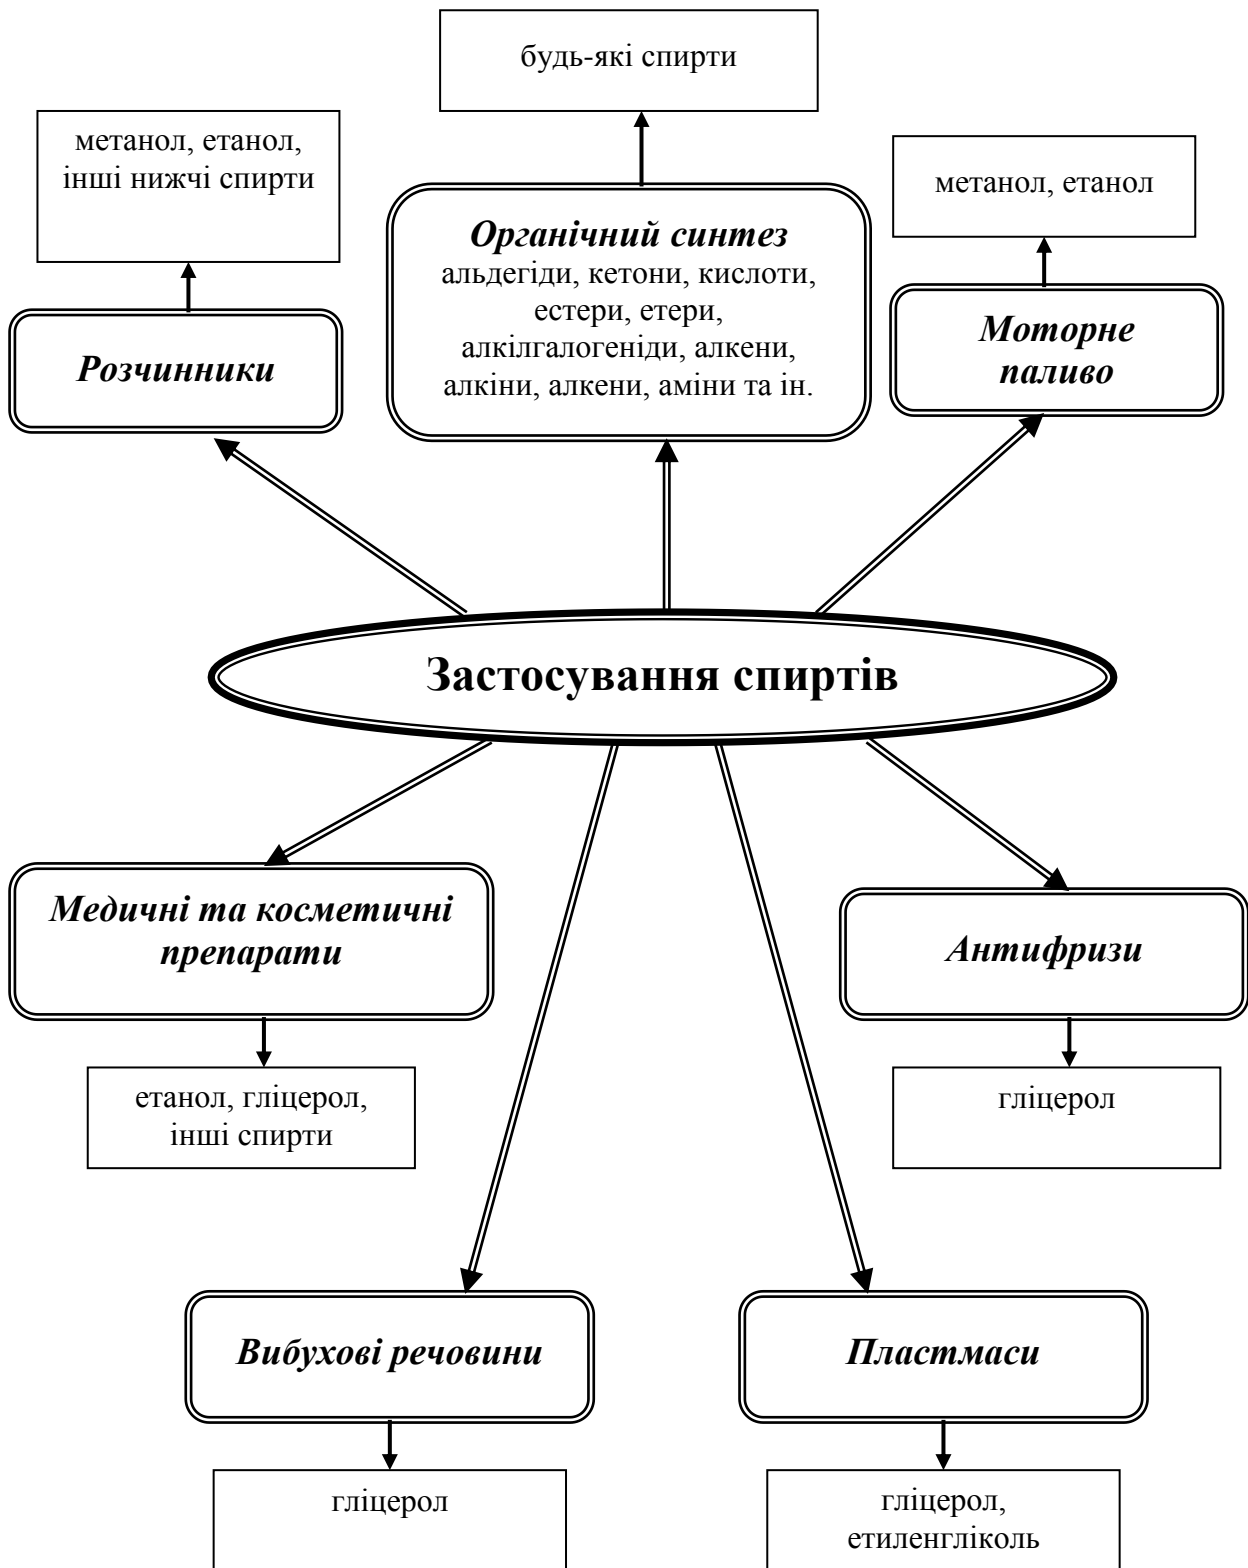 будь-які спирти
метанол, етанол,
інші нижчі спирти
метанол, етанол
Органічний синтез
альдегіди, кетони, кислоти,
естери, етери,
алкілгалогеніди, алкени,
алкіни, алкени, аміни та ін.
Розчинники
Моторне
паливо
Застосування спиртів
Медичні та косметичні
препарати
Антифризи
етанол, гліцерол,
інші спирти
гліцерол
Вибухові речовини
Пластмаси
гліцерол
гліцерол,
етиленгліколь